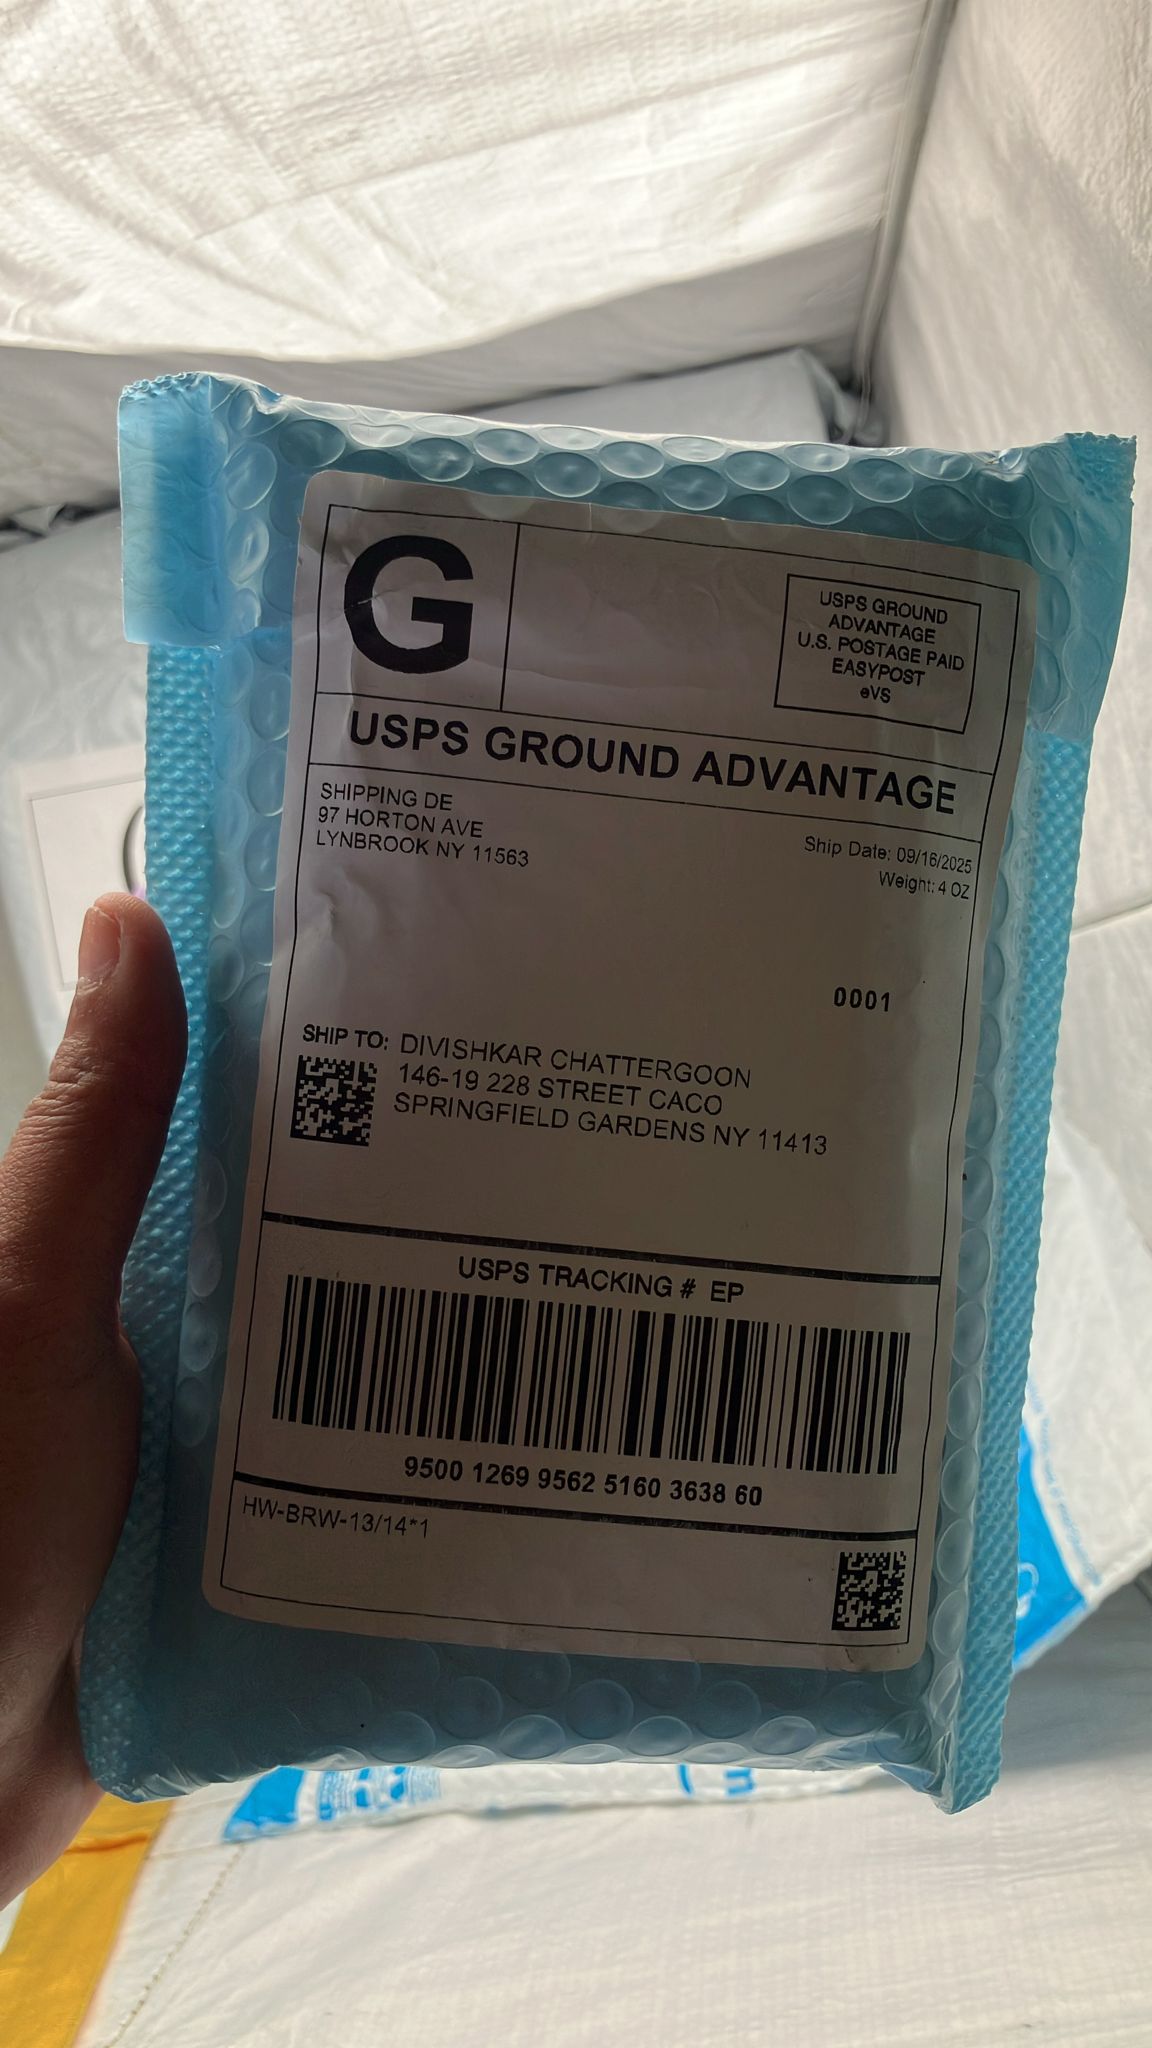 G
USPS GROUND
ADVANTAGE
U.S. POSTAGE PAID
EASYPOST
eVS
USPS GROUND ADVANTAGE
SHIPPING DE
97 HORTON AVE
LYNBROOK NY 11563
Ship Date: 09/16/2025
Weight: 4 OZ
0001
SHIP TO: DIVISHKAR CHATTERGOON
146-19 228 STREET CACO
SPRINGFIELD GARDENS NY 11413
USPS TRACKING # EP
9500 1269 9562 5160 3638 60
HW-BRW-13/14*1